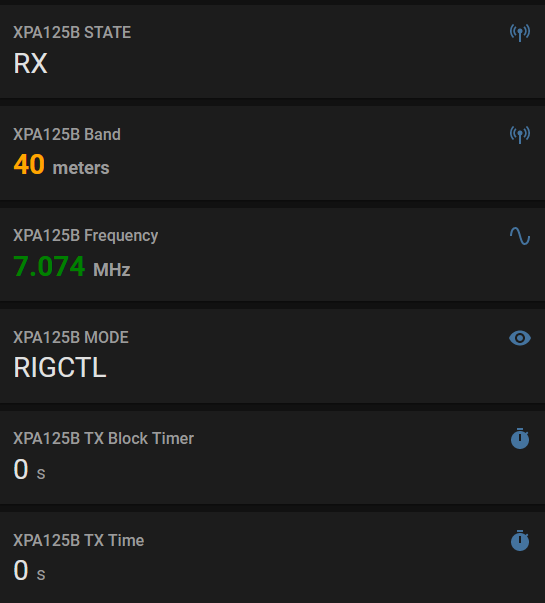 XPA125B STATE
RX
XPA125B Band
40 meters
XPA125B Frequency
7.074 MHz
XPA125B MODE
RIGCTL
XPA125B TX Block Timer
0 s
XPA125B TX Time
0 s